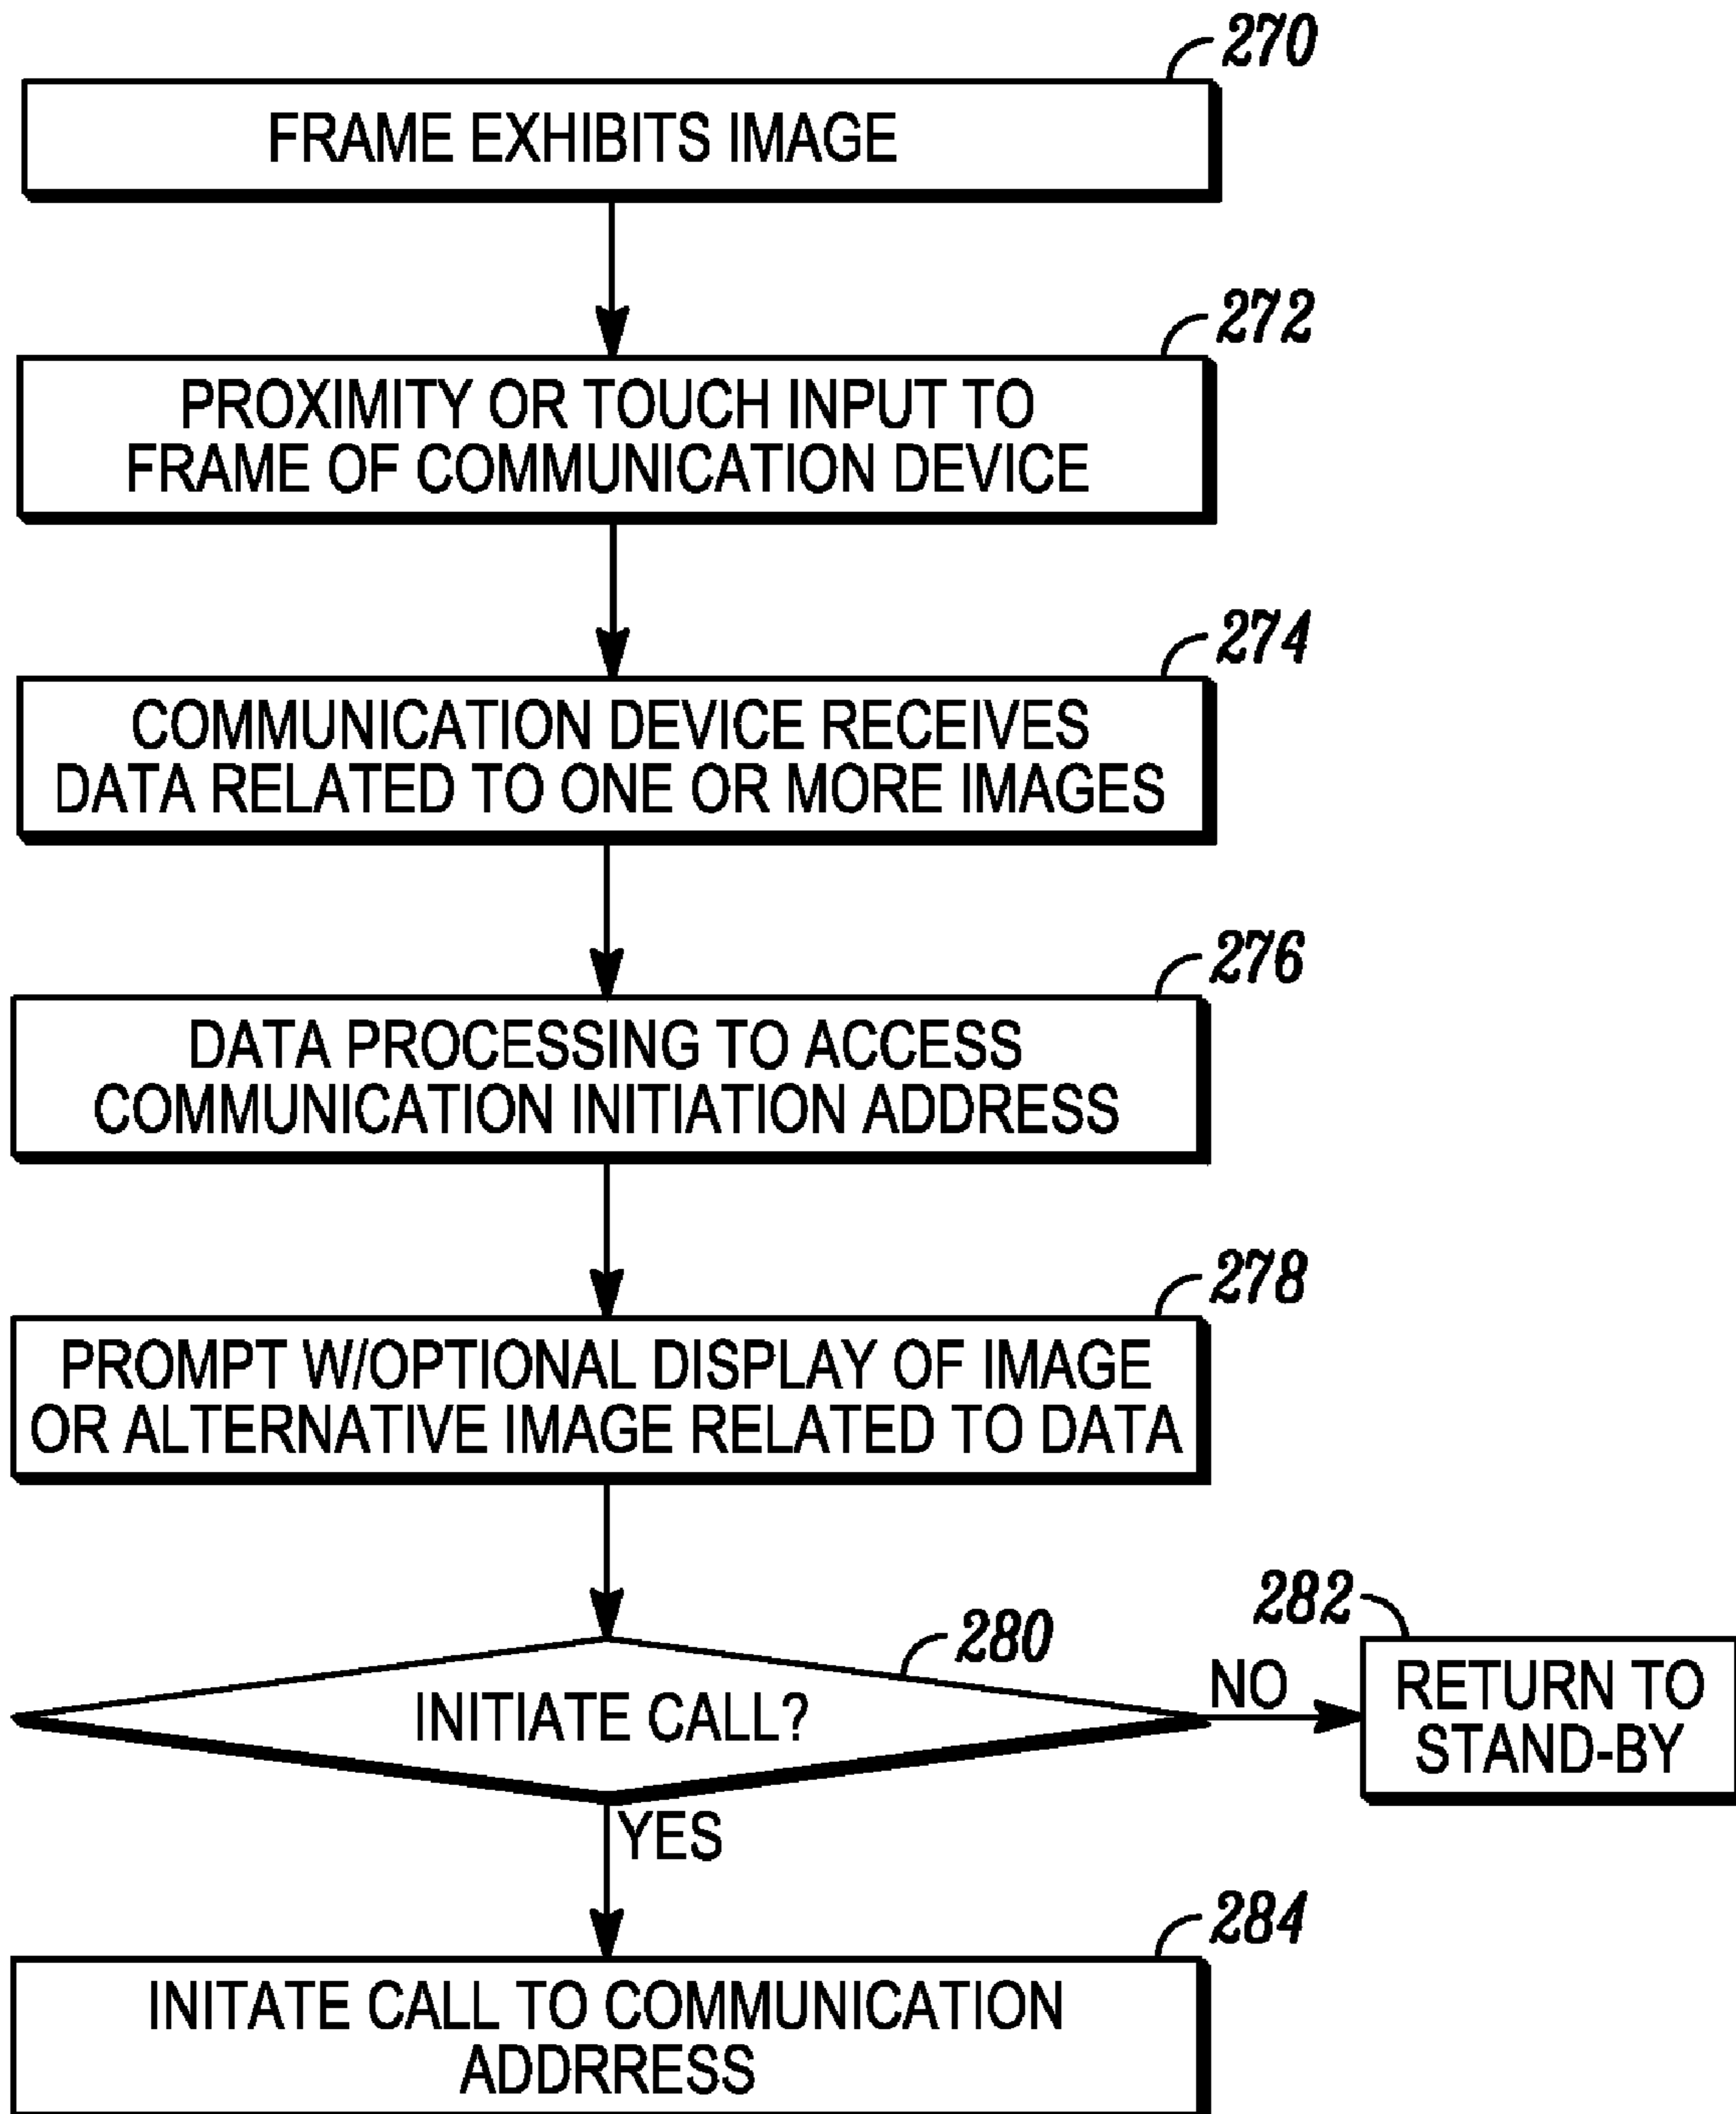 270
FRAME EXHIBITS IMAGE
272
PROXIMITY OR TOUCH INPUT TO
FRAME OF COMMUNICATION DEVICE
274
COMMUNICATION DEVICE RECEIVES
DATA RELATED TO ONE OR MORE IMAGES
276
DATA PROCESSING TO ACCESS
COMMUNICATION INITIATION ADDRESS
278
PROMPT W/OPTIONAL DISPLAY OF IMAGE
OR ALTERNATIVE IMAGE RELATED TO DATA
280
INITIATE CALL?
NO
282
RETURN TO
STAND-BY
YES
284
INITATE CALL TO COMMUNICATION
ADDRRESS